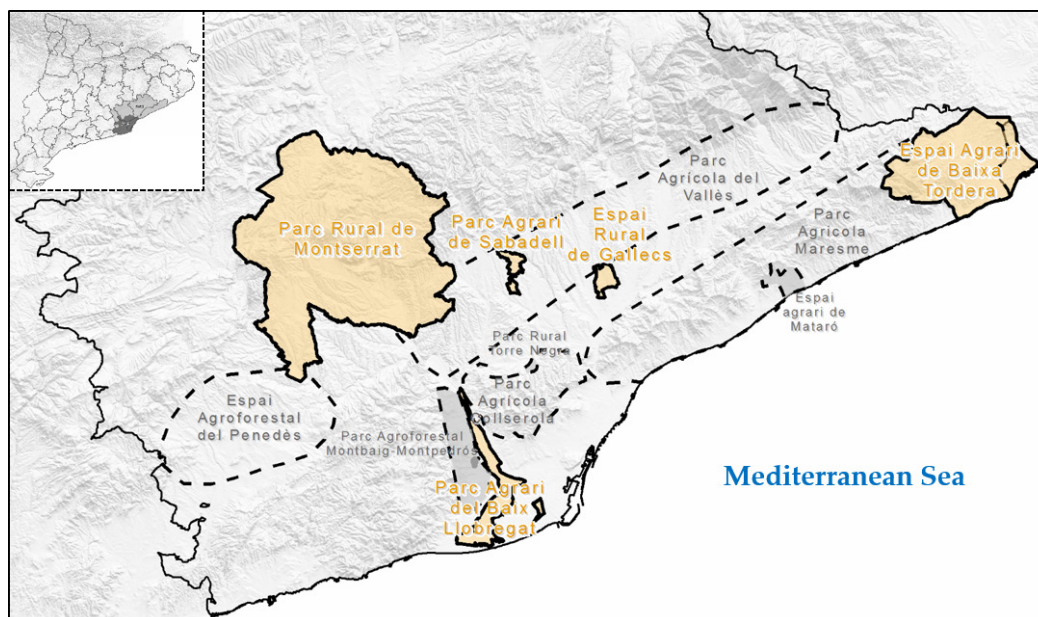 Parc
Agrícola del
Vallès
Espai Agrari
de Baixa
Tordera
Parc Rural de
Montserrat
Parc Agrari
de Sabadell
Espai
Rural
de Gallecs
Parc
Agrícola
Maresme
Espai
agrari de
Mataró
Parc Rural
Torre Negra
Parc
Agrícola
Collserola
Espai
Agroforestal
del Penedès
Parc Agroforestal
Montbaig-Montpedrós
Parc Agrari
del Baix
Llobregat
Mediterranean Sea